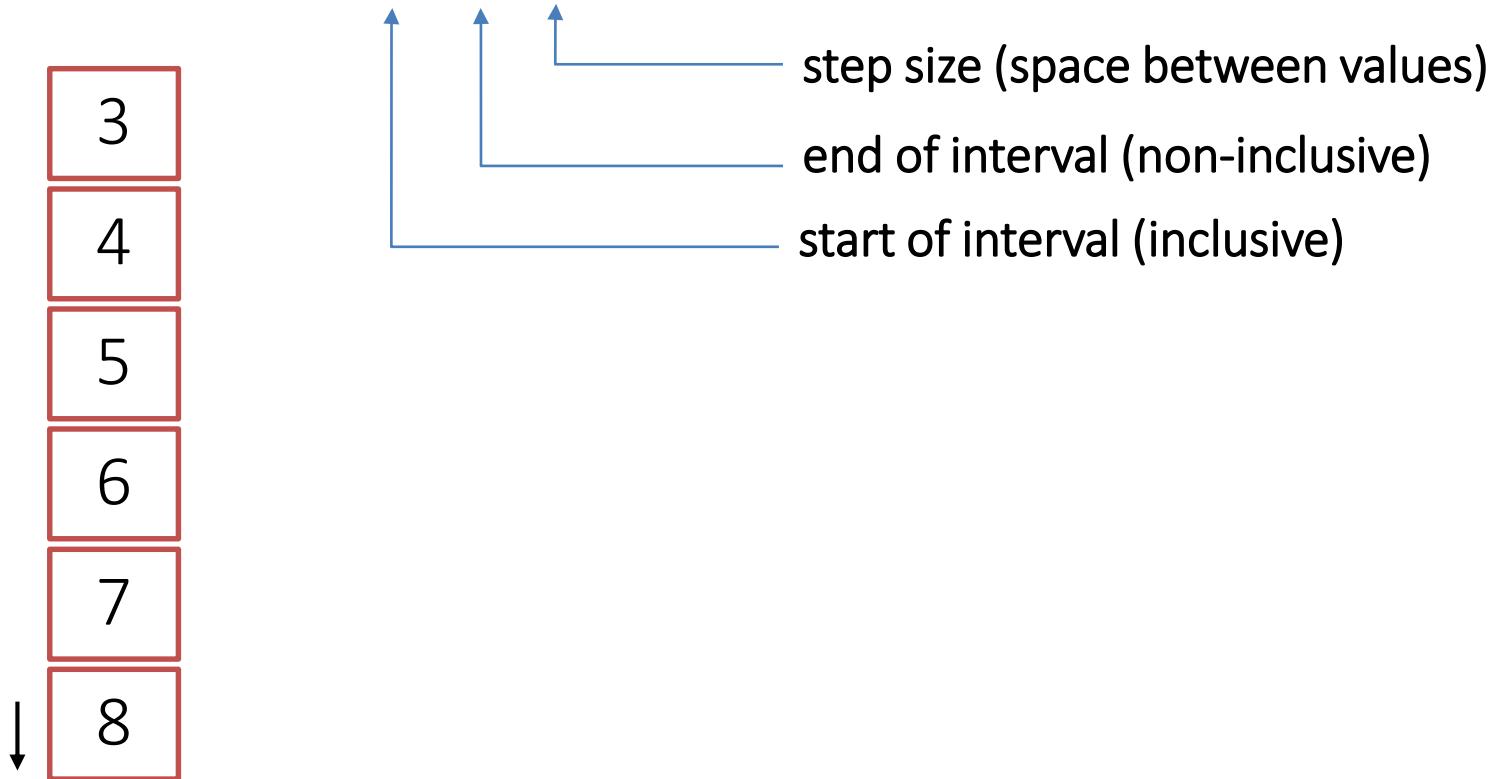 step size (space between values)
end of interval (non-inclusive)
start of interval (inclusive)
3
4
5
6
7
8